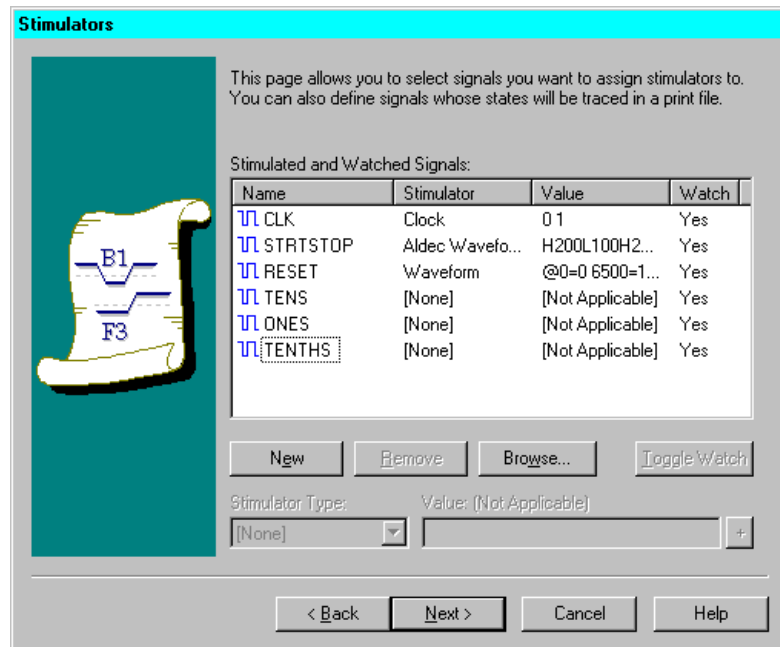 Stimulators
This page allows you to select signals you want to assign stimulators to.
You can also define signals whose states will be traced in a print file.
Stimulated and Watched Signals:
Name Stimulator Value Watch
CLK Clock 0 1 Yes
STRTSTOP Aldec Wavefo... H200L100H2... Yes
RESET Waveform @0=0 6500=1... Yes
TENS [None] [Not Applicable] Yes
ONES [None] [Not Applicable] Yes
TENTHS [None] [Not Applicable] Yes
B1
F3
New Remove Browse... Toggle Watch
Stimulator Type: Value: (Not Applicable)
[None] +
< Back Next > Cancel Help